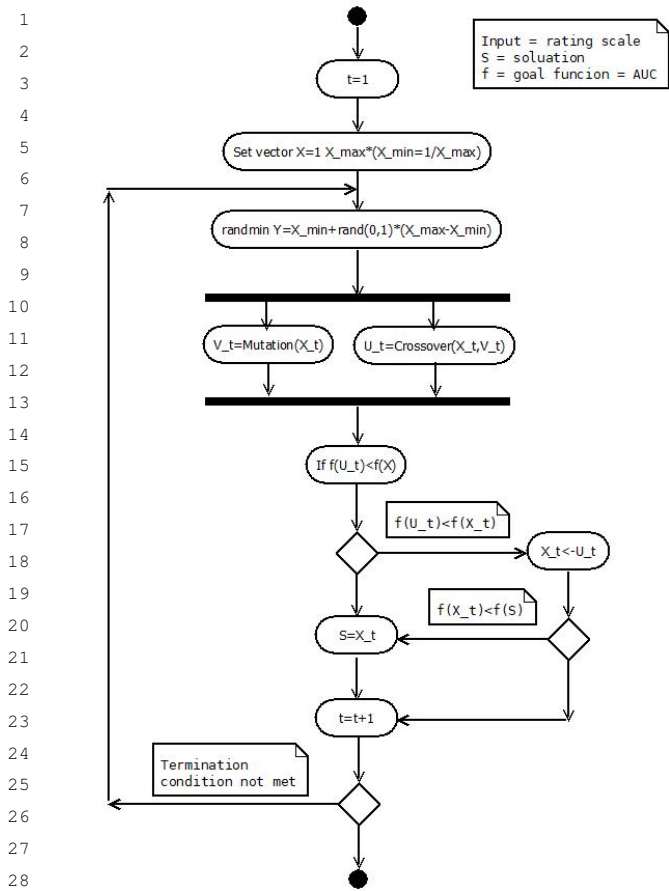 1
2
3
4
5
6
7
8
9
10
11
12
13
14
15
16
17
18
19
20
21
22
23
24
25
26
27
28
Input = rating scale
S = soluation
f = goal funcion = AUC
t=1
Set vector X=1 X_max*(X_min=1/X_max)
randmin Y=X_min+rand(0,1)*(X_max-X_min)
V_t=Mutation(X_t)
U_t=Crossover(X_t,V_t)
If f(U_t)<f(X)
f(U_t)<f(X_t)
X_t<-U_t
f(X_t)<f(S)
S=X_t
t=t+1
Termination
condition not met